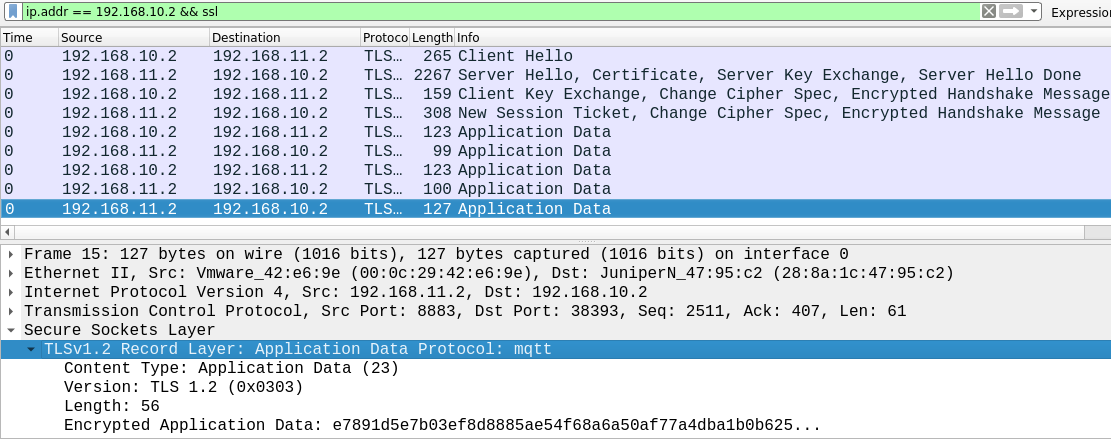 ip.addr == 192.168.10.2 && ssl Expressio
Time Source Destination Protoco Length Info
0 192.168.10.2 192.168.11.2 TLS… 265 Client Hello
0 192.168.11.2 192.168.10.2 TLS… 2267 Server Hello, Certificate, Server Key Exchange, Server Hello Done
0 192.168.10.2 192.168.11.2 TLS… 159 Client Key Exchange, Change Cipher Spec, Encrypted Handshake Message
0 192.168.11.2 192.168.10.2 TLS… 308 New Session Ticket, Change Cipher Spec, Encrypted Handshake Message
0 192.168.10.2 192.168.11.2 TLS… 123 Application Data
0 192.168.11.2 192.168.10.2 TLS… 99 Application Data
0 192.168.10.2 192.168.11.2 TLS… 123 Application Data
0 192.168.11.2 192.168.10.2 TLS… 100 Application Data
0 192.168.11.2 192.168.10.2 TLS… 127 Application Data
Frame 15: 127 bytes on wire (1016 bits), 127 bytes captured (1016 bits) on interface 0
Ethernet II, Src: Vmware_42:e6:9e (00:0c:29:42:e6:9e), Dst: JuniperN_47:95:c2 (28:8a:1c:47:95:c2)
Internet Protocol Version 4, Src: 192.168.11.2, Dst: 192.168.10.2
Transmission Control Protocol, Src Port: 8883, Dst Port: 38393, Seq: 2511, Ack: 407, Len: 61
Secure Sockets Layer
TLSv1.2 Record Layer: Application Data Protocol: mqtt
Content Type: Application Data (23)
Version: TLS 1.2 (0x0303)
Length: 56
Encrypted Application Data: e7891d5e7b03ef8d8885ae54f68a6a50af77a4dba1b0b625...